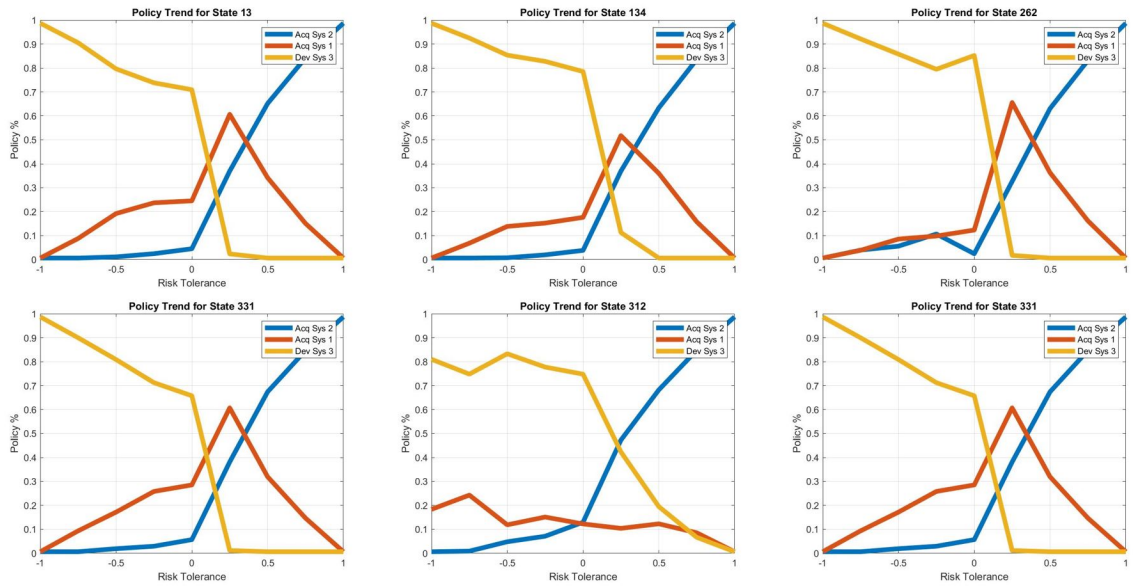 Policy Trend for State 13
Policy %
1
0.9
0.8
0.7
0.6
0.5
0.4
0.3
0.2
0.1
0
-1
-0.5
0
0.5
1
Risk Tolerance
Acq Sys 2
Acq Sys 1
Dev Sys 3
Policy Trend for State 134
Policy %
1
0.9
0.8
0.7
0.6
0.5
0.4
0.3
0.2
0.1
0
-1
-0.5
0
0.5
1
Risk Tolerance
Acq Sys 2
Acq Sys 1
Dev Sys 3
Policy Trend for State 262
Policy %
1
0.9
0.8
0.7
0.6
0.5
0.4
0.3
0.2
0.1
0
-1
-0.5
0
0.5
1
Risk Tolerance
Acq Sys 2
Acq Sys 1
Dev Sys 3
Policy Trend for State 331
Policy %
1
0.9
0.8
0.7
0.6
0.5
0.4
0.3
0.2
0.1
0
-1
-0.5
0
0.5
1
Risk Tolerance
Acq Sys 2
Acq Sys 1
Dev Sys 3
Policy Trend for State 312
Policy %
1
0.9
0.8
0.7
0.6
0.5
0.4
0.3
0.2
0.1
0
-1
-0.5
0
0.5
1
Risk Tolerance
Acq Sys 2
Acq Sys 1
Dev Sys 3
Policy Trend for State 331
Policy %
1
0.9
0.8
0.7
0.6
0.5
0.4
0.3
0.2
0.1
0
-1
-0.5
0
0.5
1
Risk Tolerance
Acq Sys 2
Acq Sys 1
Dev Sys 3